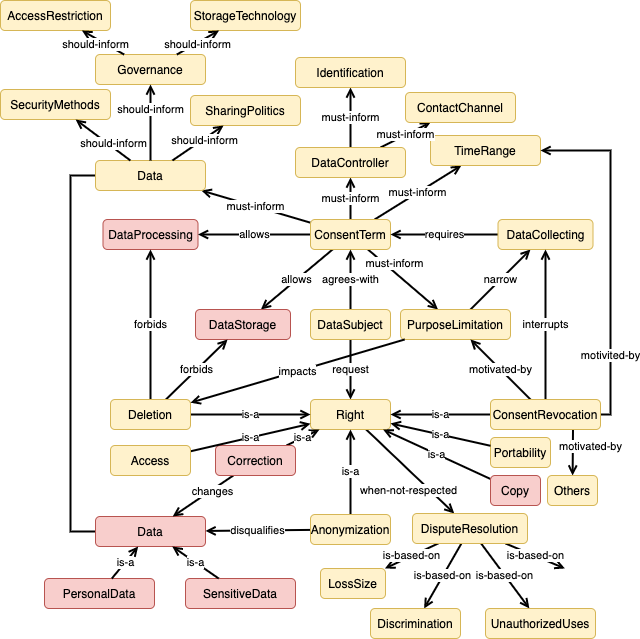 AccessRestriction
StorageTechnology
should-inform
should-inform
Governance
Identification
SecurityMethods
should-inform
SharingPolitics
ContactChannel
must-inform
should-inform
should-inform
must-inform
TimeRange
DataController
Data
must-inform
must-inform
must-inform
DataProcessing
allows
ConsentTerm
requires
DataCollecting
must-inform
allows
agrees-with
narrow
forbids
DataStorage
DataSubject
PurposeLimitation
interrupts
motivited-by
forbids
impacts
request
motivated-by
Deletion
is-a
Right
is-a
ConsentRevocation
is-a
is-a
is-a
motivated-by
Access
Correction
is-a
Portability
is-a
changes
when-not-respected
Copy
Others
Data
disqualifies
Anonymization
DisputeResolution
is-a
is-a
is-based-on
is-based-on
is-based-on
is-based-on
PersonalData
SensitiveData
LossSize
Discrimination
UnauthorizedUses